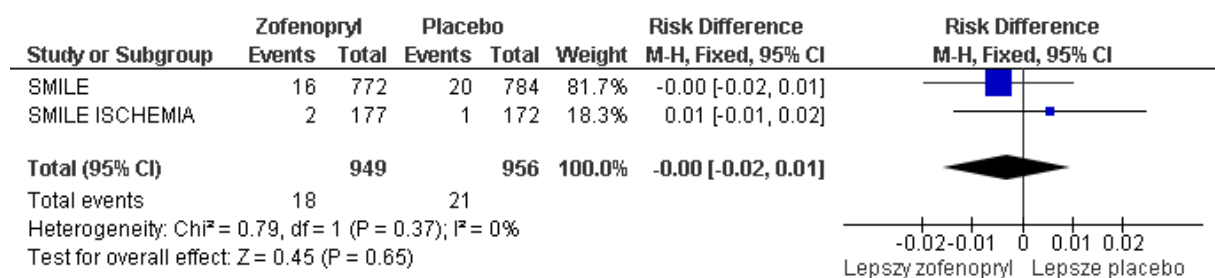 Zofenopryl Placebo Risk Difference Risk Difference
Study or Subgroup Events Total Events Total Weight M-H, Fixed, 95% CI M-H, Fixed, 95% CI
SMILE 16 772 20 784 81.7% -0.00 [-0.02, 0.01]
SMILE ISCHEMIA 2 177 1 172 18.3% 0.01 [-0.01, 0.02]
Total (95% CI) 949 956 100.0% -0.00 [-0.02, 0.01]
Total events 18 21
Heterogeneity: Chi² = 0.79, df = 1 (P = 0.37); I² = 0%
Test for overall effect: Z = 0.45 (P = 0.65)
-0.02 -0.01 0 0.01 0.02
Lepszy zofenopryl Lepsze placebo